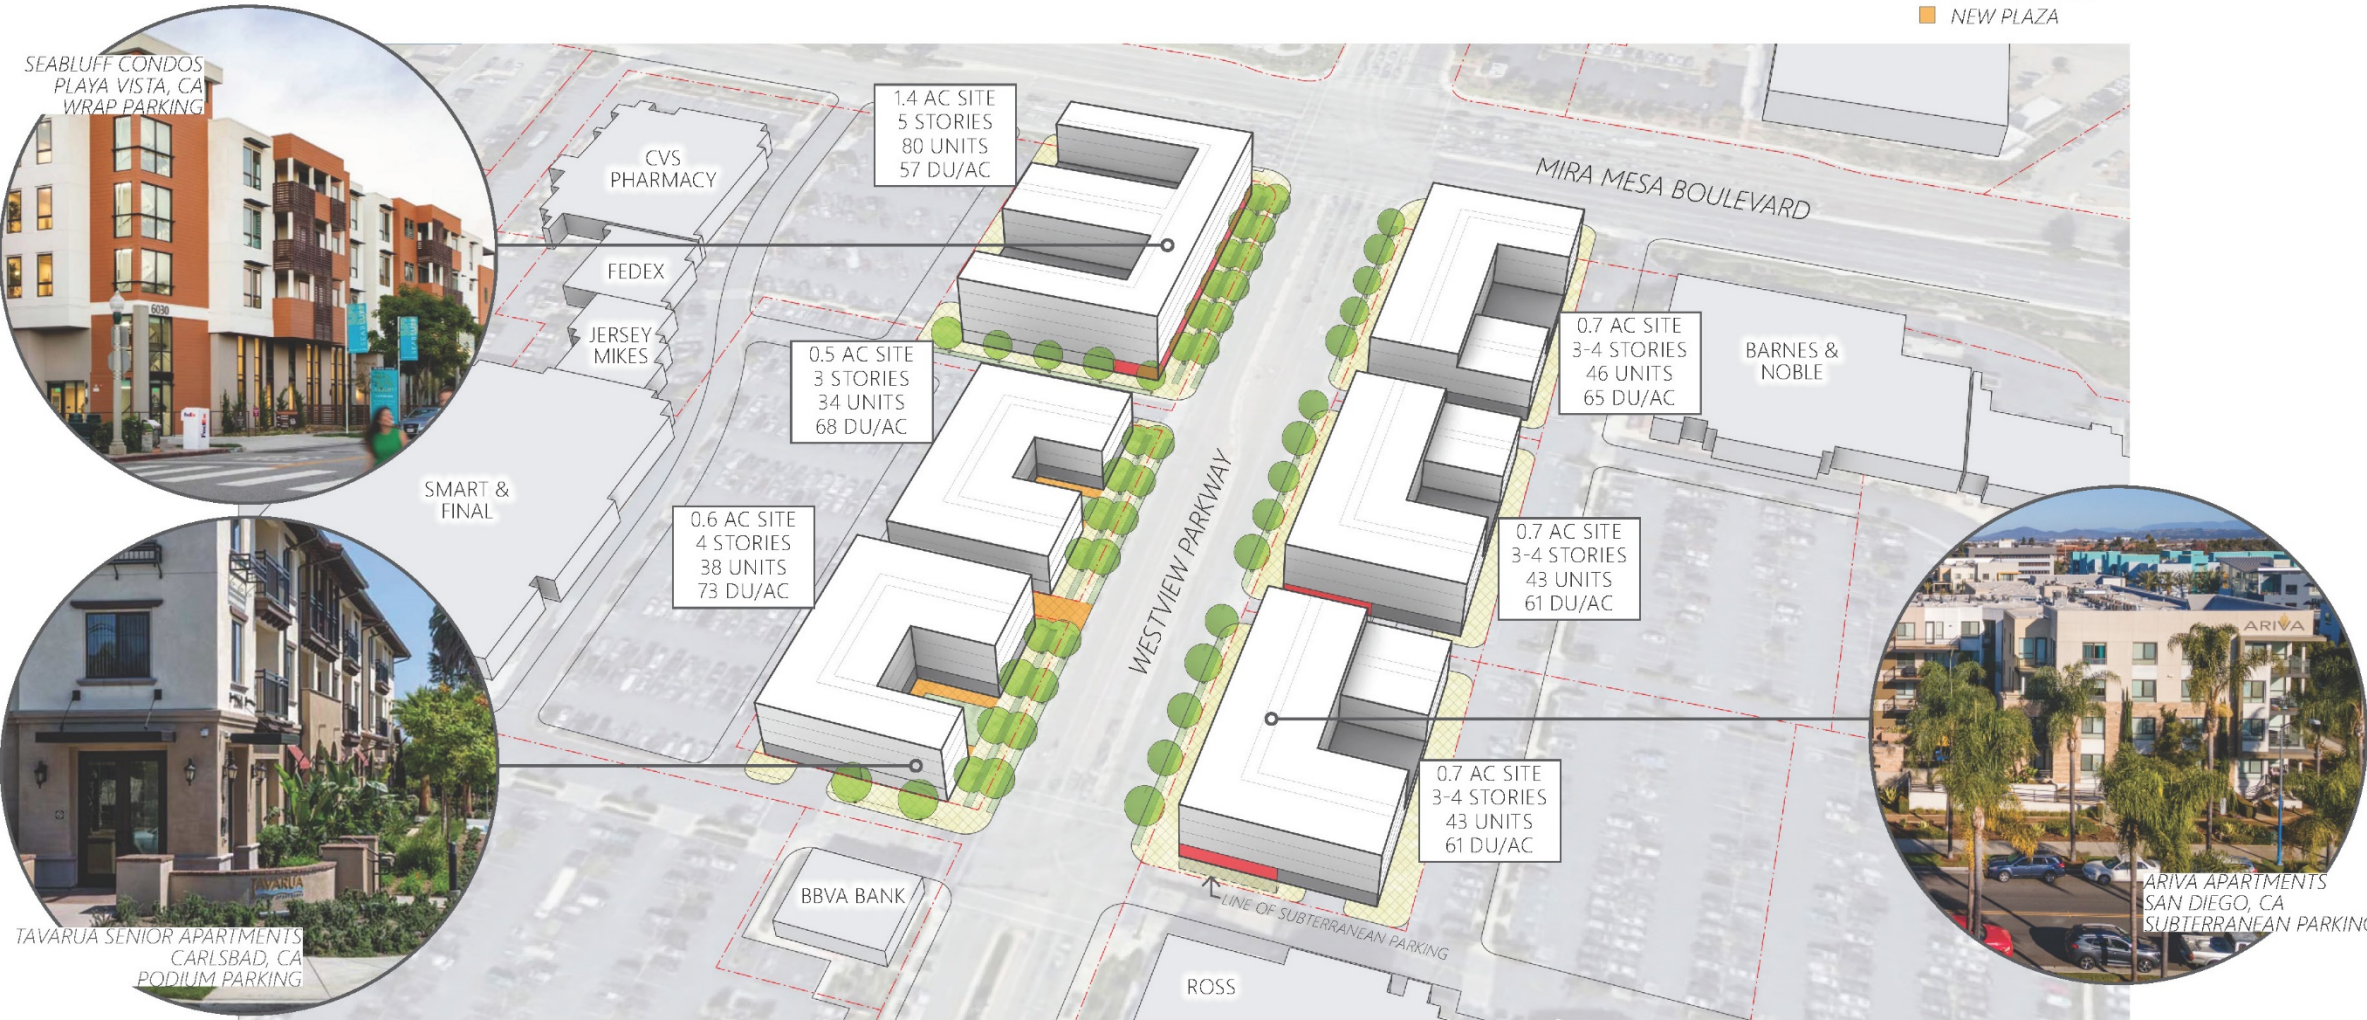 NEW PLAZA
SEABLUFF CONDOS
PLAYA VISTA, CA
WRAP PARKING
6030
1.4 AC SITE
5 STORIES
80 UNITS
57 DU/AC
CVS
PHARMACY
MIRA MESA BOULEVARD
FEDEX
JERSEY
MIKES
0.5 AC SITE
3 STORIES
34 UNITS
68 DU/AC
0.7 AC SITE
3-4 STORIES
46 UNITS
65 DU/AC
BARNES &
NOBLE
SMART &
FINAL
0.6 AC SITE
4 STORIES
38 UNITS
73 DU/AC
WESTVIEW PARKWAY
0.7 AC SITE
3-4 STORIES
43 UNITS
61 DU/AC
ARIVA
0.7 AC SITE
3-4 STORIES
43 UNITS
61 DU/AC
TAVARUA
BBVA BANK
LINE OF SUBTERRANEAN PARKING
ROSS
TAVARUA SENIOR APARTMENTS
CARLSBAD, CA
PODIUM PARKING
ARIVA APARTMENTS
SAN DIEGO, CA
SUBTERRANEAN PARKING